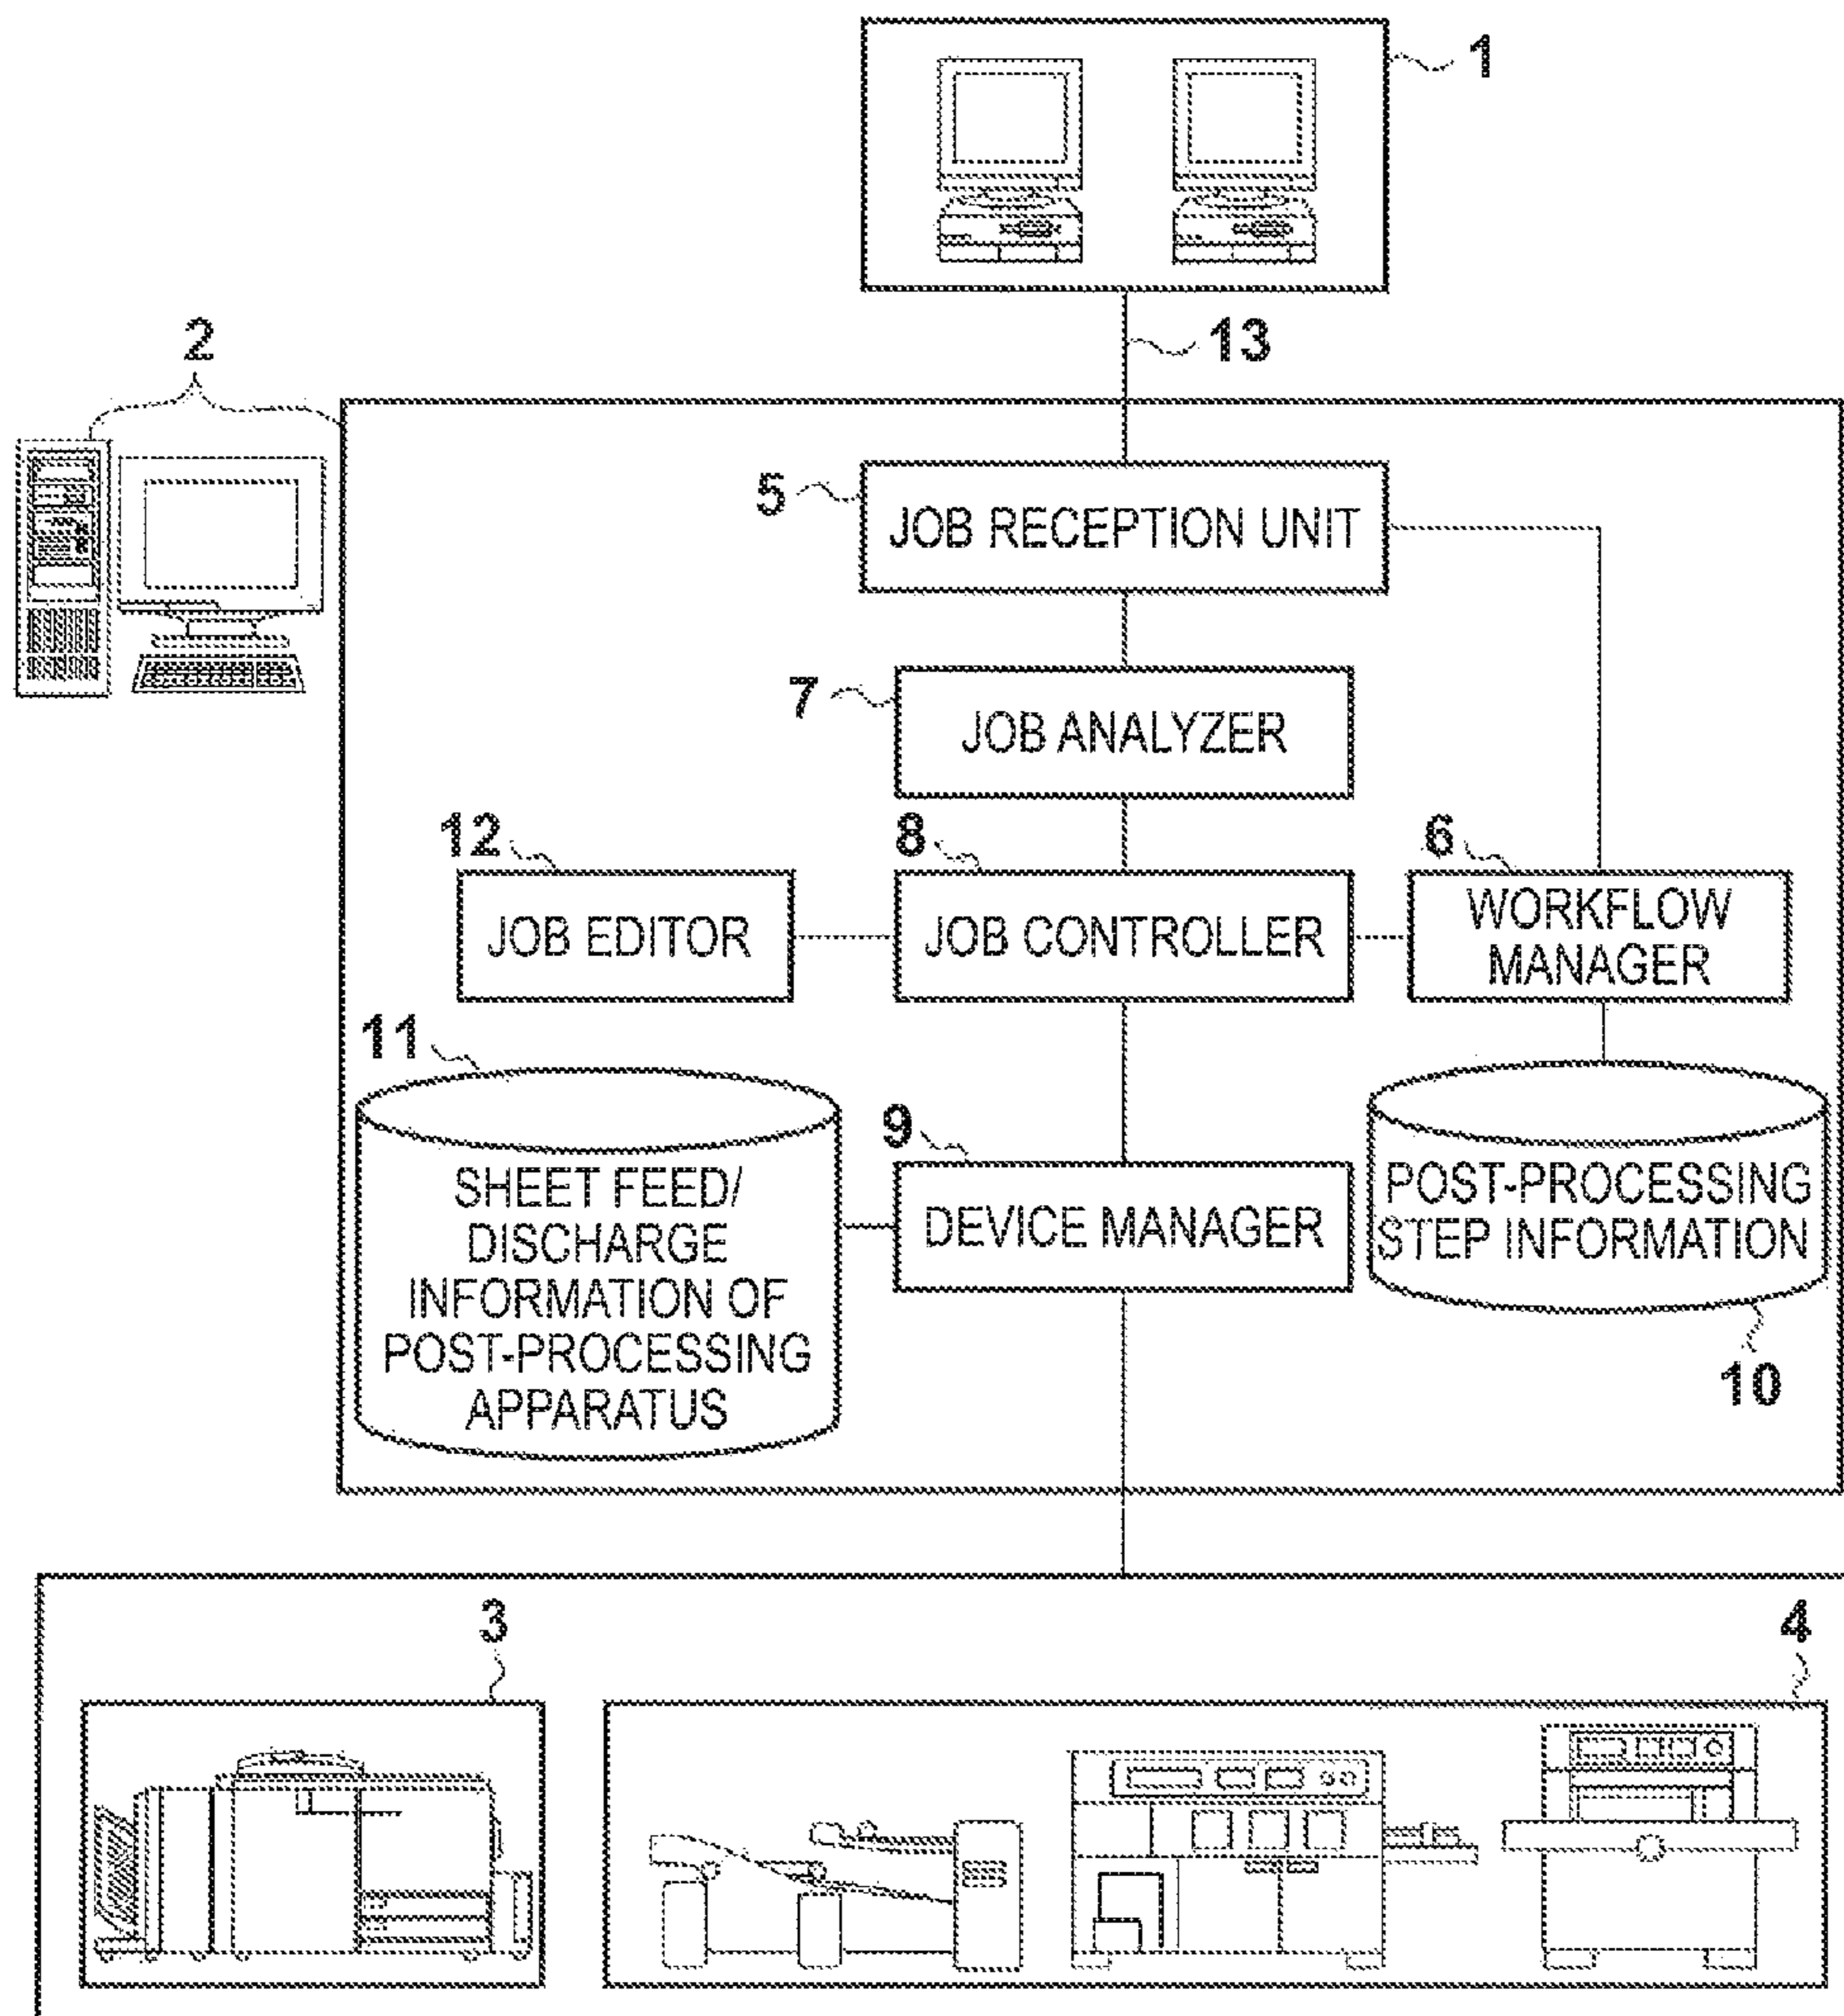 1
13
2
5
JOB RECEPTION UNIT
7
JOB ANALYZER
12
8
6
JOB EDITOR
JOB CONTROLLER
WORKFLOW
MANAGER
11
9
SHEET FEED/
DISCHARGE
INFORMATION OF
POST-PROCESSING
APPARATUS
DEVICE MANAGER
POST-PROCESSING
STEP INFORMATION
10
3
4